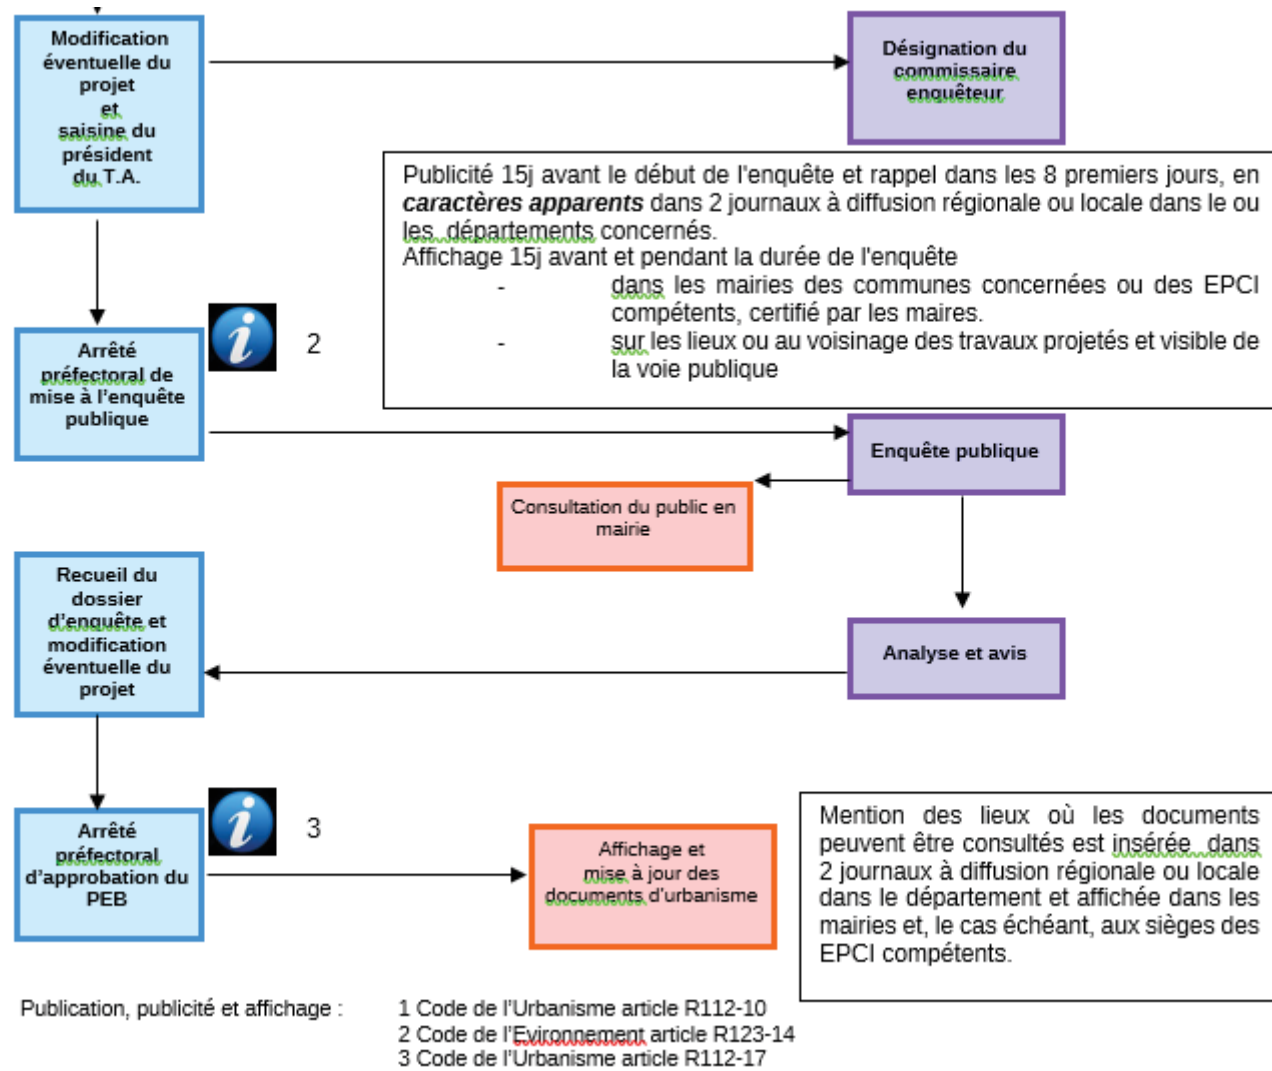 Modification
éventuelle du
projet
et
saisine du
président
du T.A.
Désignation du
commissaire
enquêteur
Publicité 15j avant le début de l'enquête et rappel dans les 8 premiers jours, en
caractères apparents dans 2 journaux à diffusion régionale ou locale dans le ou
les départements concernés.
Affichage 15j avant et pendant la durée de l'enquête
- dans les mairies des communes concernées ou des EPCI
compétents, certifié par les maires.
- sur les lieux ou au voisinage des travaux projetés et visible de
la voie publique
i
2
Arrêté
préfectoral de
mise à l'enquête
publique
Enquête publique
Consultation du public en
mairie
Recueil du
dossier
d'enquête et
modification
éventuelle du
projet
Analyse et avis
i
3
Arrêté
préfectoral
d'approbation du
PEB
Affichage et
mise à jour des
documents d'urbanisme
Mention des lieux où les documents
peuvent être consultés est insérée dans
2 journaux à diffusion régionale ou locale
dans le département et affichée dans les
mairies et, le cas échéant, aux sièges des
EPCI compétents.
Publication, publicité et affichage : 1 Code de l'Urbanisme article R112-10
2 Code de l'Evironnement article R123-14
3 Code de l'Urbanisme article R112-17